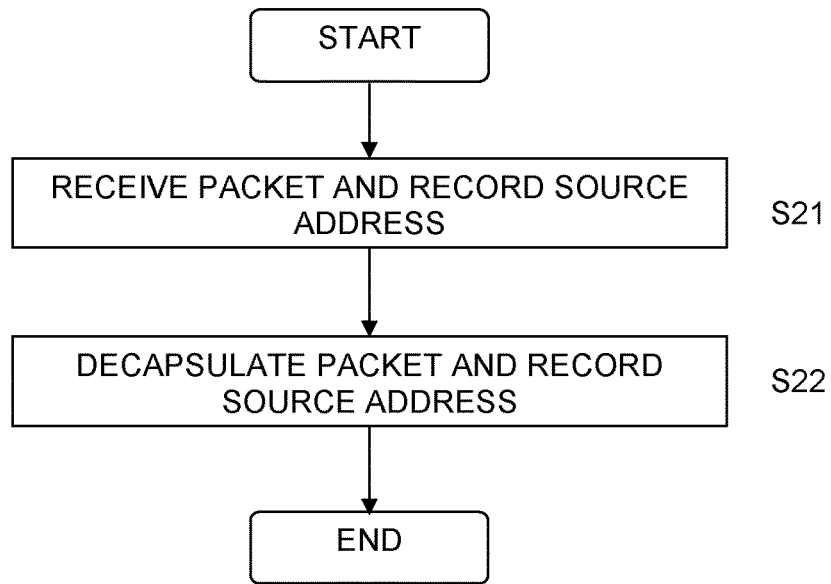 START
RECEIVE PACKET AND RECORD SOURCE
ADDRESS
S21
DECAPSULATE PACKET AND RECORD
SOURCE ADDRESS
S22
END